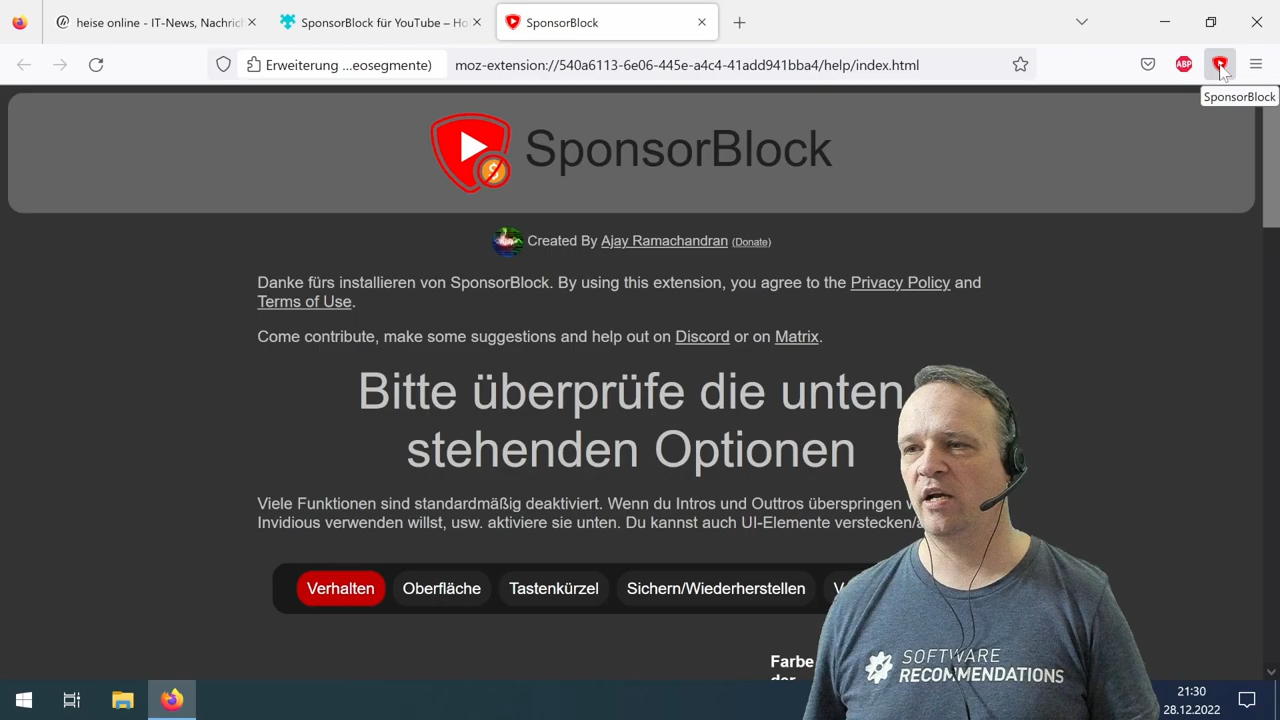 heise online - IT-News, Nachric
SponsorBlock für YouTube – Ho
SponsorBlock
Erweiterung ...eosegmente)
moz-extension://540a6113-6e06-445e-a4c4-41add941bba4/help/index.html
ABP
SponsorBlock
SponsorBlock
Created By Ajay Ramachandran (Donate)
Danke fürs installieren von SponsorBlock. By using this extension, you agree to the Privacy Policy and
Terms of Use.
Come contribute, make some suggestions and help out on Discord or on Matrix.
Bitte überprüfe die unten
stehenden Optionen
Viele Funktionen sind standardmäßig deaktiviert. Wenn du Intros und Outtros überspringen
Invidious verwenden willst, usw. aktiviere sie unten. Du kannst auch UI-Elemente verstecken/
Verhalten
Oberfläche
Tastenkürzel
Sichern/Wiederherstellen
Farbe
der
SOFTWARE
RECOMMENDATIONS
21:30
28.12.2022